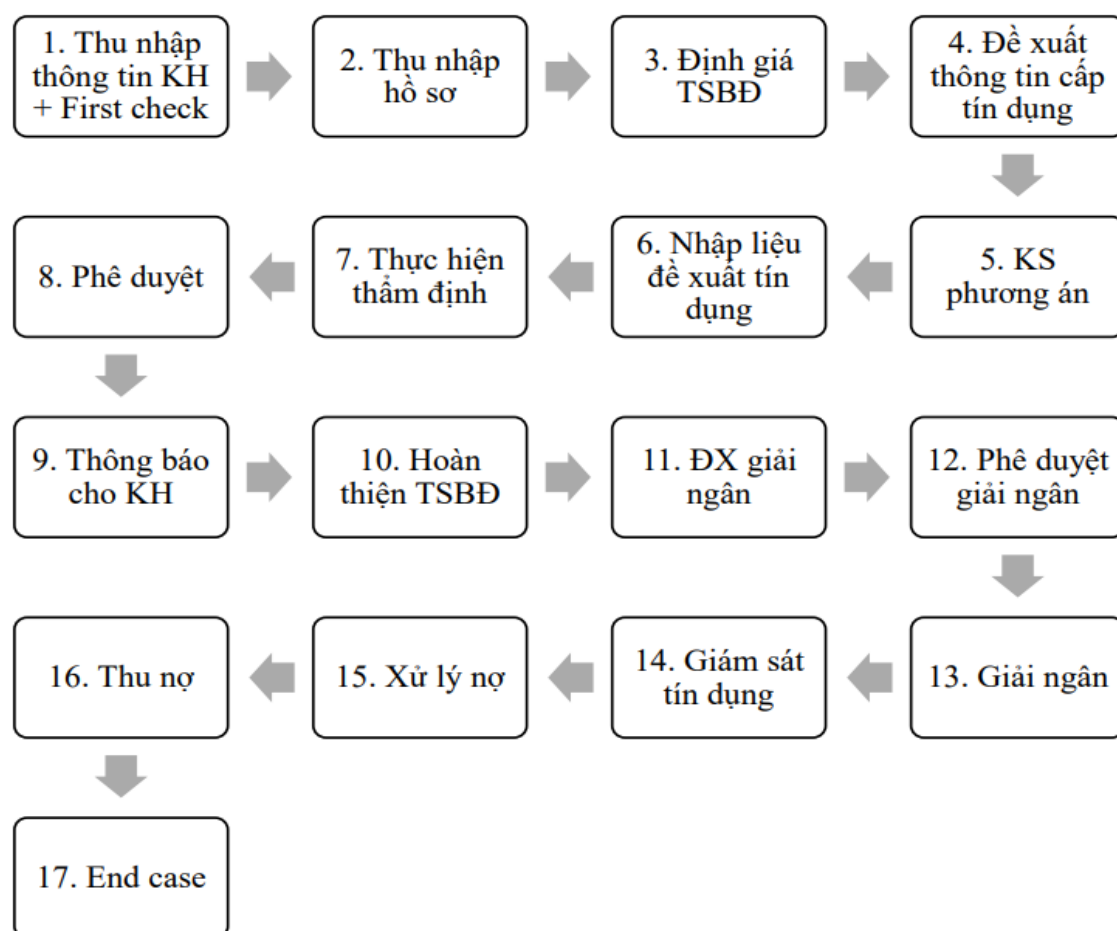 1. Thu nhập
thông tin KH
+ First check
2. Thu nhập
hồ sơ
3. Định giá
TSBĐ
4. Đề xuất
thông tin cấp
tín dụng
5. KS
phương án
6. Nhập liệu
đề xuất tín
dụng
7. Thực hiện
thẩm định
8. Phê duyệt
9. Thông báo
cho KH
10. Hoàn
thiện TSBĐ
11. ĐX giải
ngân
12. Phê duyệt
giải ngân
13. Giải ngân
14. Giám sát
tín dụng
15. Xử lý nợ
16. Thu nợ
17. End case